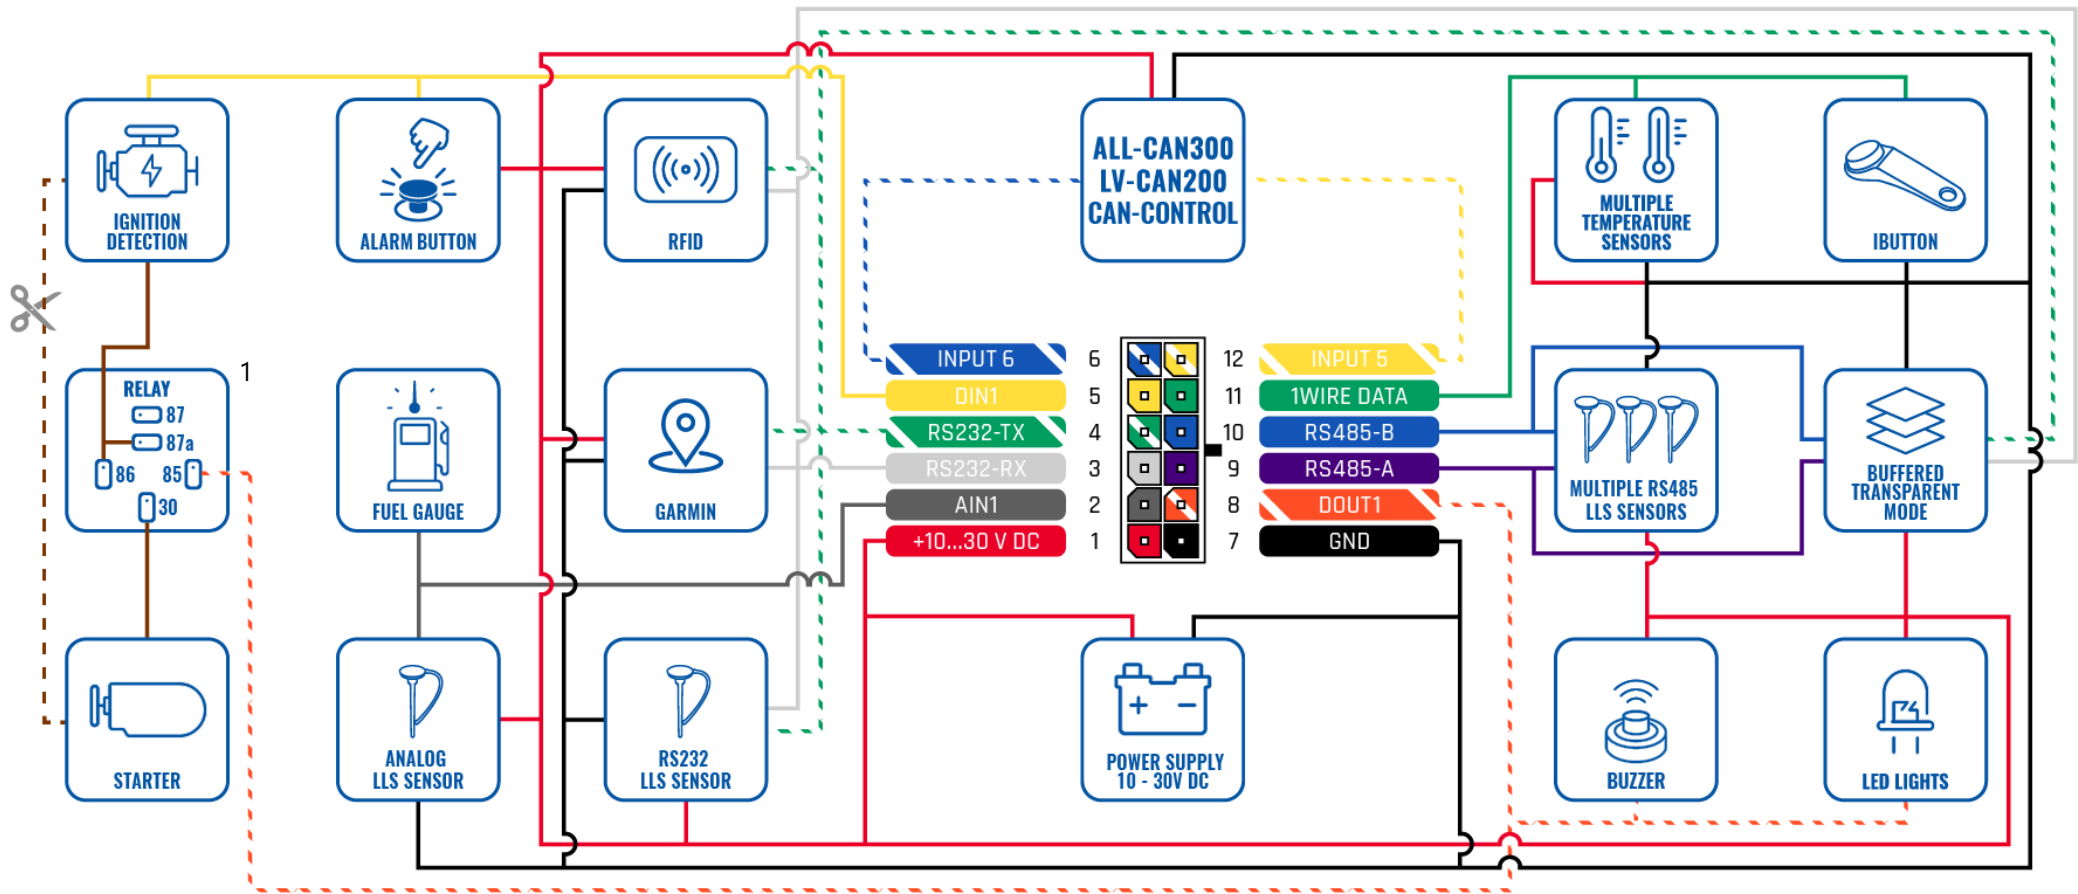 IGNITION
DETECTION
ALARM BUTTON
RFID
ALL-CAN300
LV-CAN200
CAN-CONTROL
MULTIPLE
TEMPERATURE
SENSORS
IBUTTON
RELAY
87
87a
86
85
30
1
FUEL GAUGE
GARMIN
INPUT 6
6
12
INPUT 5
DIN1
5
11
1WIRE DATA
RS232-TX
4
10
RS485-B
RS232-RX
3
9
RS485-A
AIN1
2
8
DOUT1
+10...30 V DC
1
7
GND
MULTIPLE RS485
LLS SENSORS
BUFFERED
TRANSPARENT
MODE
STARTER
ANALOG
LLS SENSOR
RS232
LLS SENSOR
+ −
POWER SUPPLY
10 - 30V DC
BUZZER
LED LIGHTS